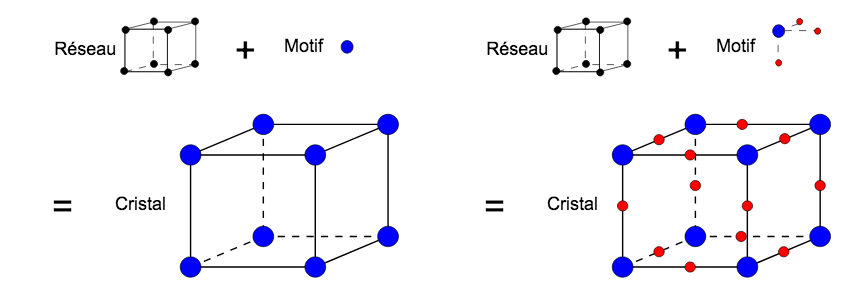 Réseau + Motif
= Cristal
Réseau + Motif
= Cristal